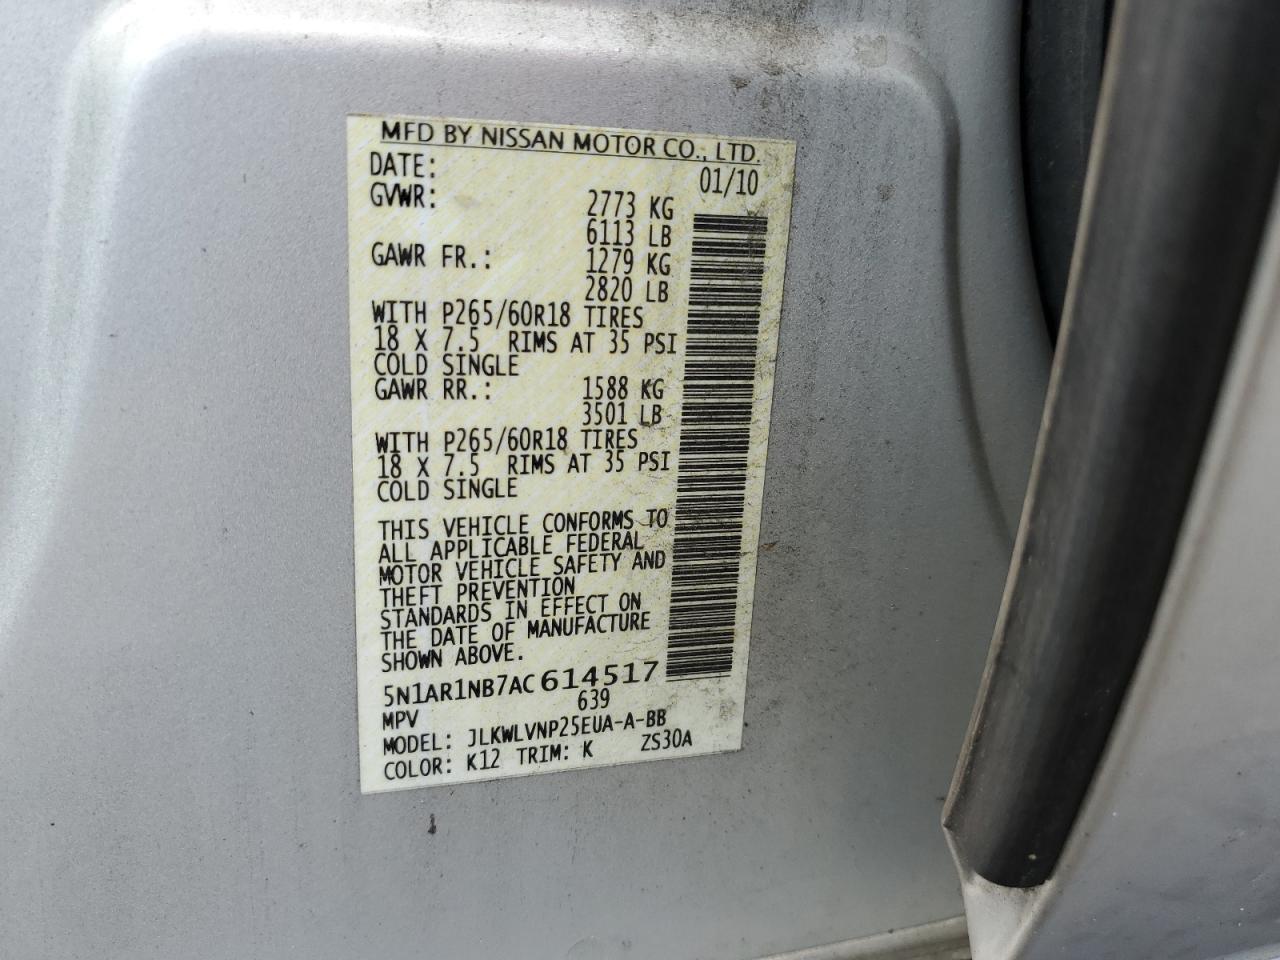 MFD BY NISSAN MOTOR CO., LTD.
DATE: 01/10
GVWR: 2773 KG
6113 LB
GAWR FR.: 1279 KG
2820 LB
WITH P265/60R18 TIRES
18 X 7.5 RIMS AT 35 PSI
COLD SINGLE
GAWR RR.: 1588 KG
3501 LB
WITH P265/60R18 TIRES
18 X 7.5 RIMS AT 35 PSI
COLD SINGLE
THIS VEHICLE CONFORMS TO
ALL APPLICABLE FEDERAL
MOTOR VEHICLE SAFETY AND
THEFT PREVENTION
STANDARDS IN EFFECT ON
THE DATE OF MANUFACTURE
SHOWN ABOVE.
5N1AR1NB7AC614517
MPV 639
MODEL: JLKWLVNP25EUA-A-BB
COLOR: K12 TRIM: K ZS30A